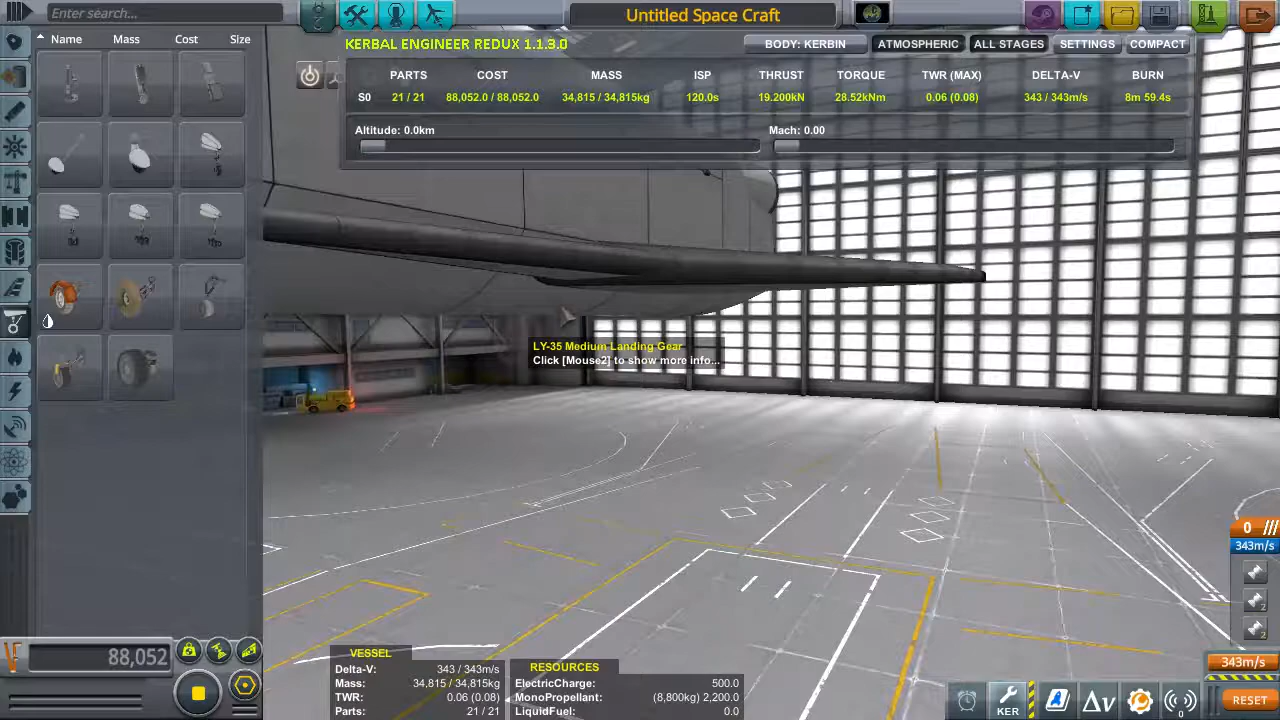 Enter search...
Untitled Space Craft
Name Mass Cost Size
KERBAL ENGINEER REDUX 1.1.3.0
BODY: KERBIN ATMOSPHERIC ALL STAGES SETTINGS COMPACT
PARTS COST MASS ISP THRUST TORQUE TWR (MAX) DELTA-V BURN
S0 21 / 21 88,052.0 / 88,052.0 34,815 / 34,815kg 120.0s 19.200kN 28.52kNm 0.06 (0.08) 343 / 343m/s 8m 59.4s
Altitude: 0.0km Mach: 0.00
LY-35 Medium Landing Gear
Click [Mouse2] to show more info...
0
343m/s
2
2
88,052
VESSEL
Delta-V: 343 / 343m/s
Mass: 34,815 / 34,815kg
TWR: 0.06 (0.08)
Parts: 21 / 21
RESOURCES
ElectricCharge: 500.0
MonoPropellant: (8,800kg) 2,200.0
LiquidFuel: 0.0
343m/s
KER
Δv
RESET